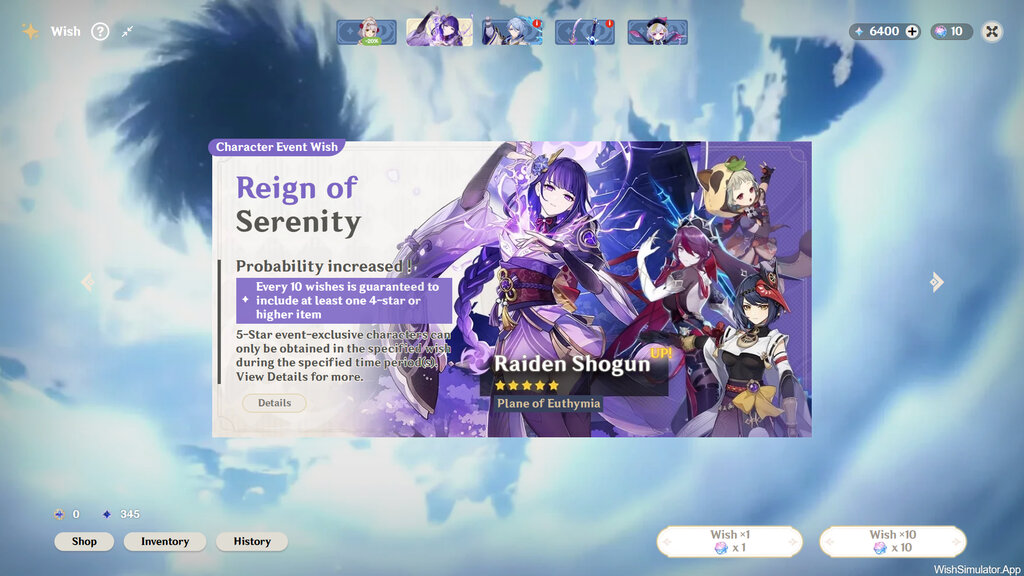 Wish
?
-20%
6400
10
Character Event Wish
Reign of
Serenity
Probability increased!
Every 10 wishes is guaranteed to
include at least one 4-star or
higher item
5-Star event-exclusive characters can
only be obtained in the specified wish
during the specified time period(s).
View Details for more.
Details
UP!
Raiden Shogun
Plane of Euthymia
0
345
Shop
Inventory
History
Wish ×1
x 1
Wish ×10
x 10
WishSimulator.App